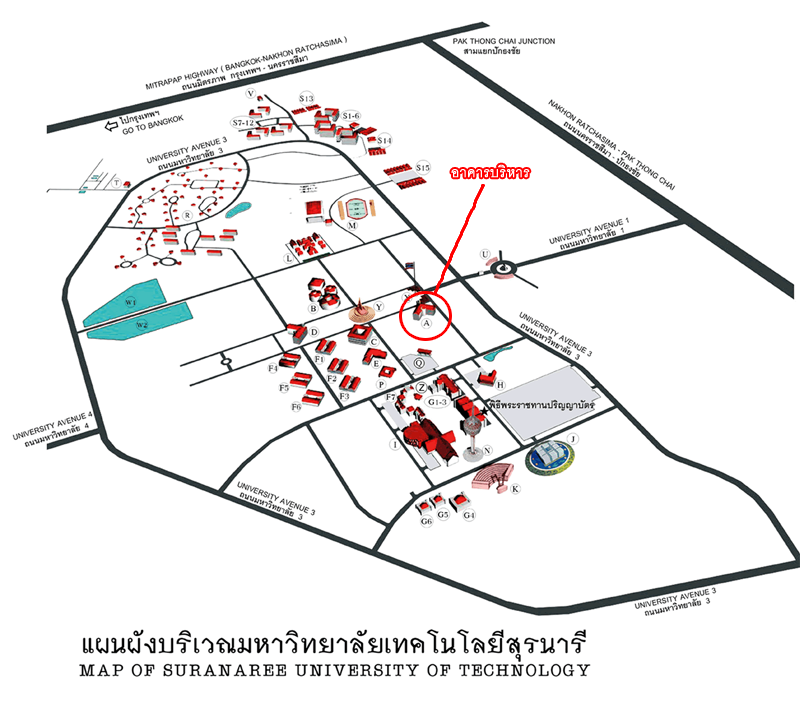 PAK THONG CHAI JUNCTION
สามแยกปักธงชัย
MITRAPAP HIGHWAY ( BANGKOK-NAKHON RATCHASIMA )
ถนนมิตรภาพ กรุงเทพฯ - นครราชสีมา
NAKHON RATCHASIMA - PAK THONG CHAI
ถนนนครราชสีมา - ปักธงชัย
ไปกรุงเทพฯ
GO TO BANGKOK
V
S13
S7-12
S1-6
S14
S15
UNIVERSITY AVENUE 3
ถนนมหาวิทยาลัย 3
อาคารบริหาร
T
R
M
L
UNIVERSITY AVENUE 1
ถนนมหาวิทยาลัย 1
U
W1
W2
B
Y
X
A
D
C
UNIVERSITY AVENUE 3
ถนนมหาวิทยาลัย 3
F1
E
Q
F4
F2
P
Z
H
F5
F3
F7
G1-3
F6
พิธีพระราชทานปริญญาบัตร
UNIVERSITY AVENUE 4
ถนนมหาวิทยาลัย 4
I
N
J
K
UNIVERSITY AVENUE 3
ถนนมหาวิทยาลัย 3
G6
G5
G4
UNIVERSITY AVENUE 3
ถนนมหาวิทยาลัย 3
แผนผังบริเวณมหาวิทยาลัยเทคโนโลยีสุรนารี
MAP OF SURANAREE UNIVERSITY OF TECHNOLOGY